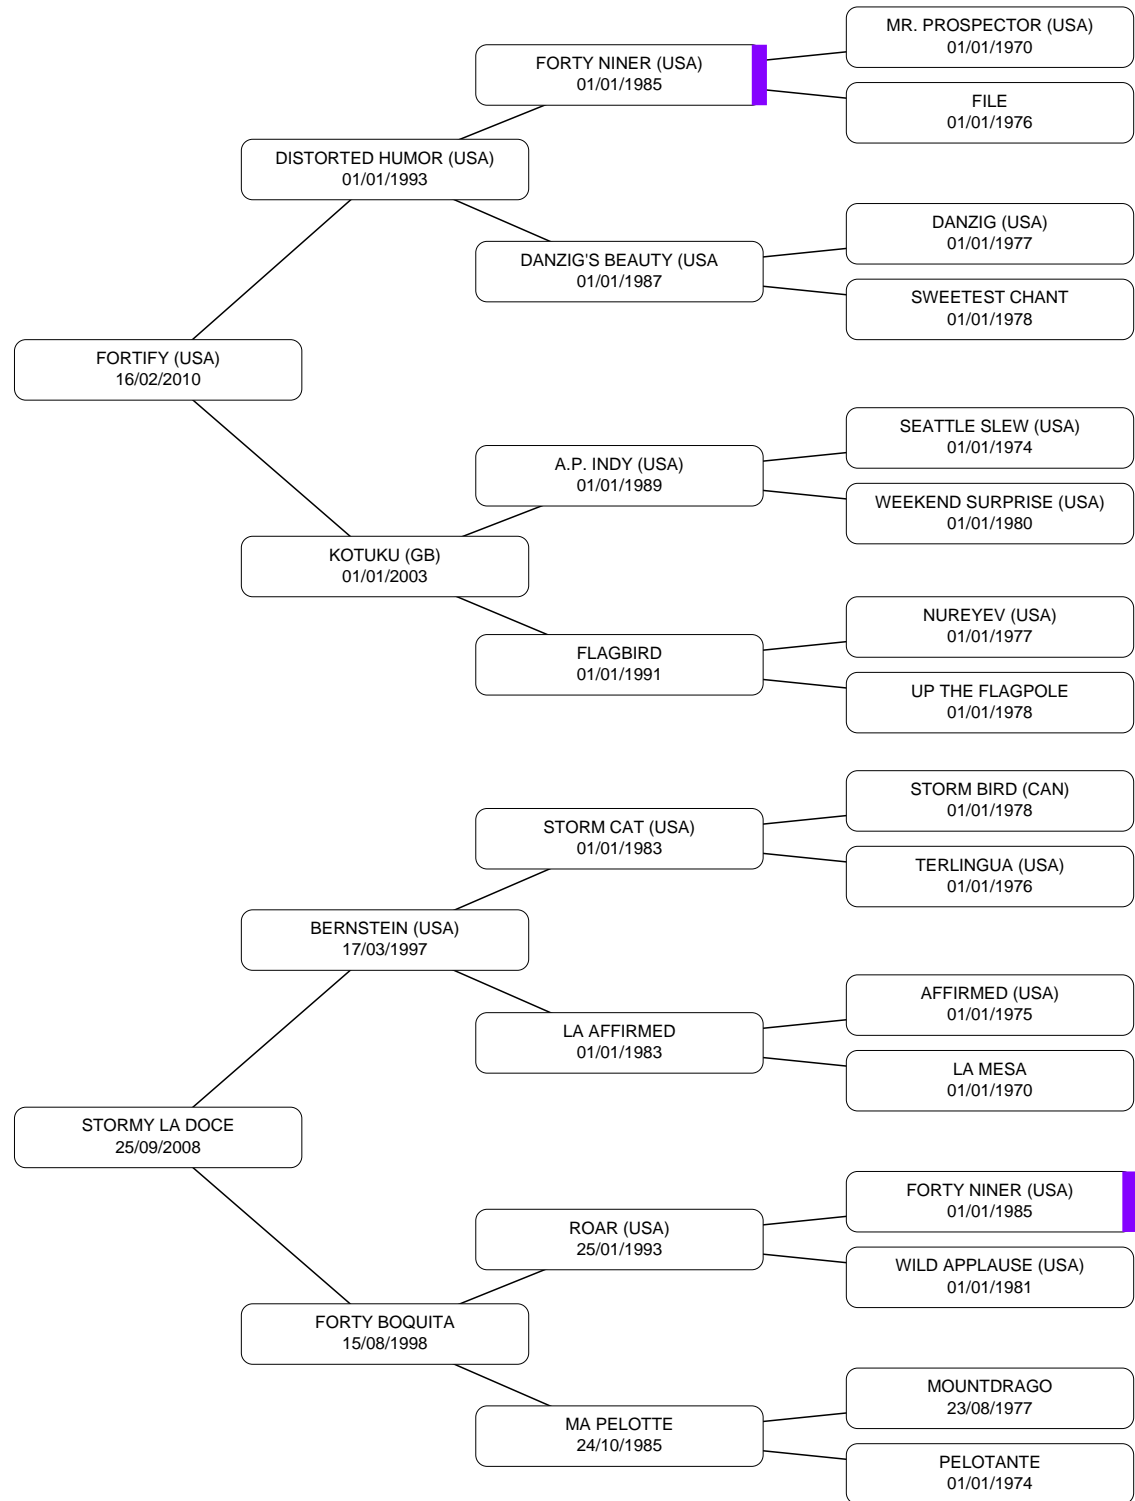 MR. PROSPECTOR (USA)
01/01/1970
FORTY NINER (USA)
01/01/1985
FILE
01/01/1976
DISTORTED HUMOR (USA)
01/01/1993
DANZIG (USA)
01/01/1977
DANZIG'S BEAUTY (USA
01/01/1987
SWEETEST CHANT
01/01/1978
FORTIFY (USA)
16/02/2010
SEATTLE SLEW (USA)
01/01/1974
A.P. INDY (USA)
01/01/1989
WEEKEND SURPRISE (USA)
01/01/1980
KOTUKU (GB)
01/01/2003
NUREYEV (USA)
01/01/1977
FLAGBIRD
01/01/1991
UP THE FLAGPOLE
01/01/1978
STORM BIRD (CAN)
01/01/1978
STORM CAT (USA)
01/01/1983
TERLINGUA (USA)
01/01/1976
BERNSTEIN (USA)
17/03/1997
AFFIRMED (USA)
01/01/1975
LA AFFIRMED
01/01/1983
LA MESA
01/01/1970
STORMY LA DOCE
25/09/2008
FORTY NINER (USA)
01/01/1985
ROAR (USA)
25/01/1993
WILD APPLAUSE (USA)
01/01/1981
FORTY BOQUITA
15/08/1998
MOUNTDRAGO
23/08/1977
MA PELOTTE
24/10/1985
PELOTANTE
01/01/1974